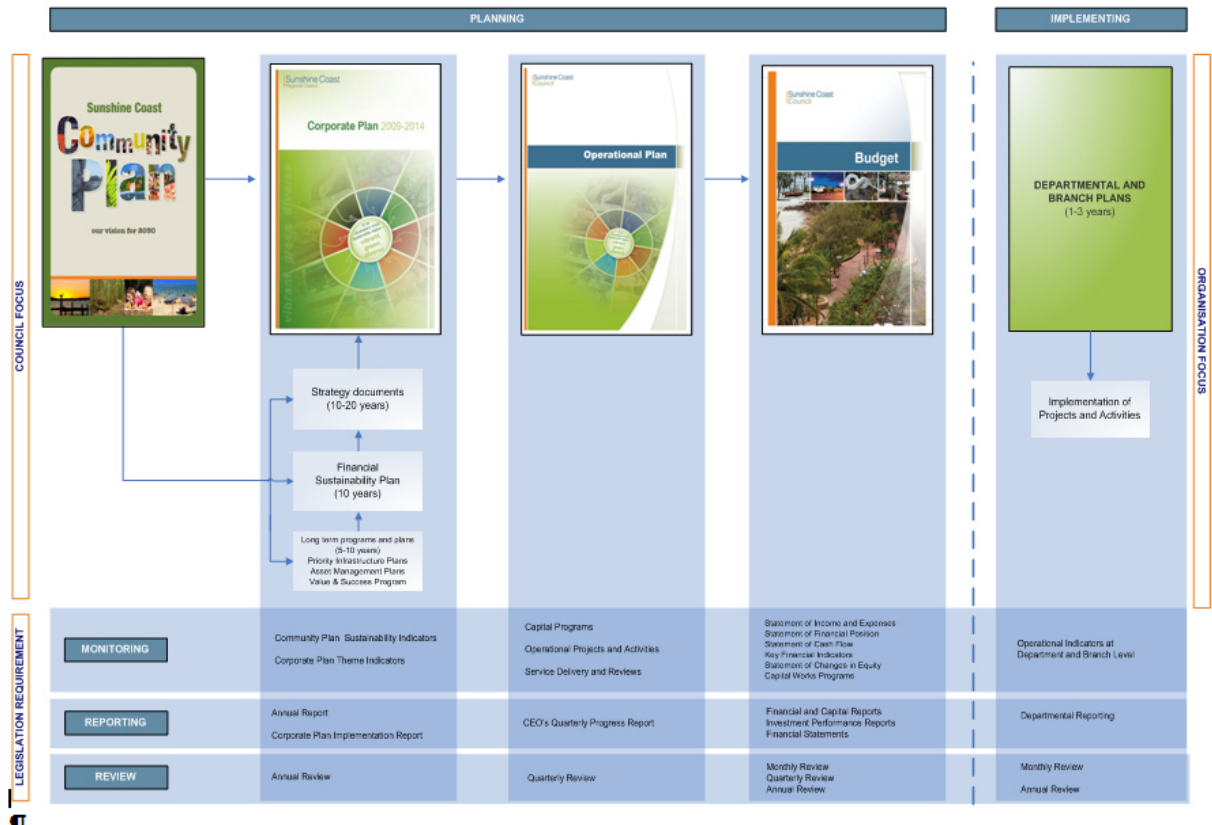 PLANNING
IMPLEMENTING
COUNCIL FOCUS
Sunshine Coast
Community
Plan
our vision for 2030
Sunshine Coast
Regional Council
Corporate Plan 2009-2014
Sunshine Coast
Council
Operational Plan
Sunshine Coast
Council
Budget
DEPARTMENTAL AND
BRANCH PLANS
(1-3 years)
ORGANISATION FOCUS
Strategy documents
(10-20 years)
Financial
Sustainability Plan
(10 years)
Long term programs and plans
(5-10 years)
Priority Infrastructure Plans
Asset Management Plans
Value & Success Program
Implementation of
Projects and Activities
LEGISLATION REQUIREMENT
MONITORING
Community Plan Sustainability Indicators
Corporate Plan Theme Indicators
Capital Programs
Operational Projects and Activities
Service Delivery and Reviews
Statement of Income and Expenses
Statement of Financial Position
Statement of Cash Flow
Key Financial Indicators
Statement of Changes in Equity
Capital Works Programs
Operational Indicators at
Department and Branch Level
REPORTING
Annual Report
Corporate Plan Implementation Report
CEO's Quarterly Progress Report
Financial and Capital Reports
Investment Performance Reports
Financial Statements
Departmental Reporting
REVIEW
Annual Review
Quarterly Review
Monthly Review
Quarterly Review
Annual Review
Monthly Review
Annual Review
¶